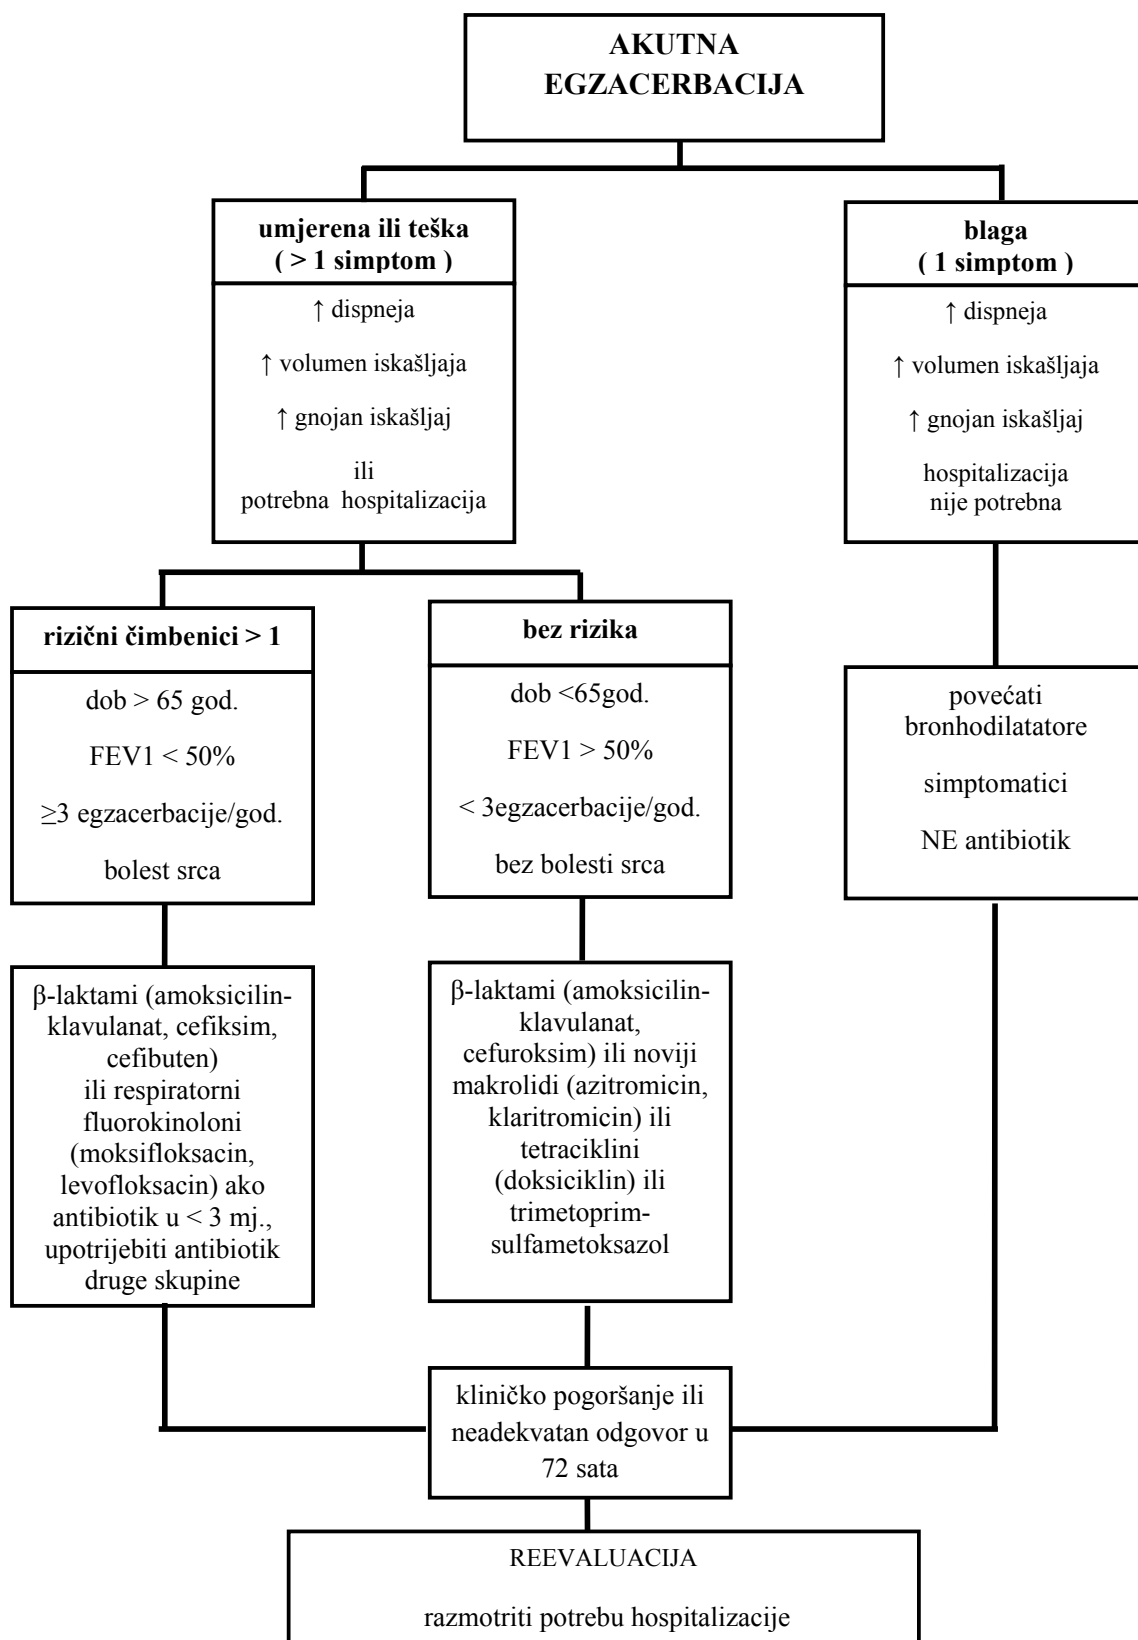 AKUTNA
EGZACERBACIJA
umjerena ili teška
( > 1 simptom )
↑ dispneja
↑ volumen iskašljaja
↑ gnojan iskašljaj
ili
potrebna hospitalizacija
blaga
( 1 simptom )
↑ dispneja
↑ volumen iskašljaja
↑ gnojan iskašljaj
hospitalizacija
nije potrebna
rizični čimbenici > 1
dob > 65 god.
FEV1 < 50%
≥3 egzacerbacije/god.
bolest srca
bez rizika
dob <65god.
FEV1 > 50%
< 3egzacerbacije/god.
bez bolesti srca
povećati
bronhodilatatore
simptomatici
NE antibiotik
β-laktami (amoksicilin-
klavulanat, cefiksim,
cefibuten)
ili respiratorni
fluorokinoloni
(moksifloksacin,
levofloksacin) ako
antibiotik u < 3 mj.,
upotrijebiti antibiotik
druge skupine
β-laktami (amoksicilin-
klavulanat,
cefuroksim) ili noviji
makrolidi (azitromicin,
klaritromicin) ili
tetraciklini
(doksiciklin) ili
trimetoprim-
sulfametoksazol
kliničko pogoršanje ili
neadekvatan odgovor u
72 sata
REEVALUACIJA
razmotriti potrebu hospitalizacije